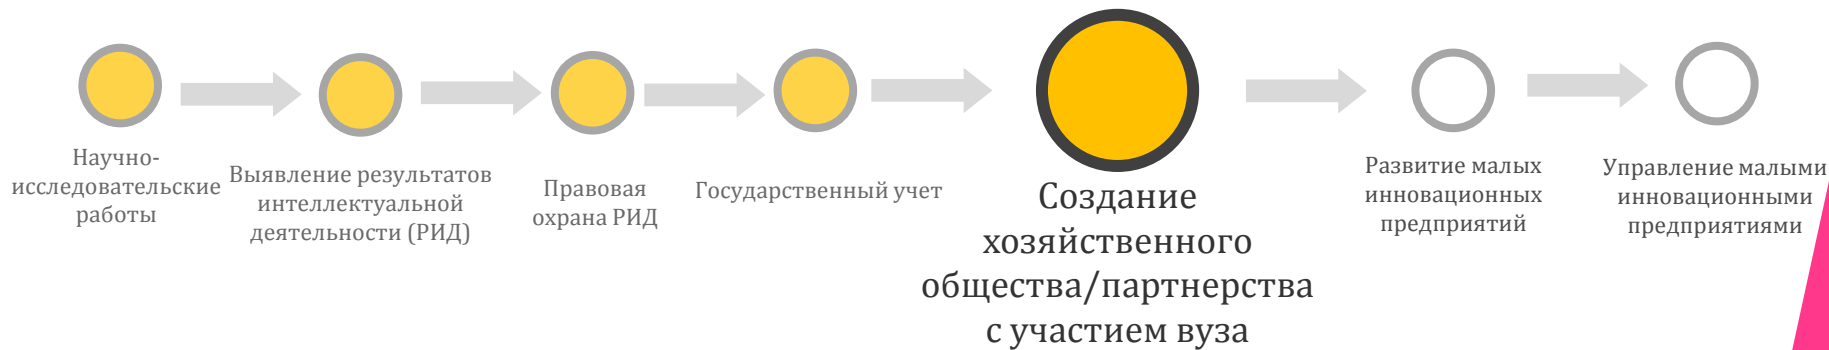 Научно-
исследовательские
работы
Выявление результатов
интеллектуальной
деятельности (РИД)
Правовая
охрана РИД
Государственный учет
Создание
хозяйственного
общества/партнерства
с участием вуза
Развитие малых
инновационных
предприятий
Управление малыми
инновационными
предприятиями